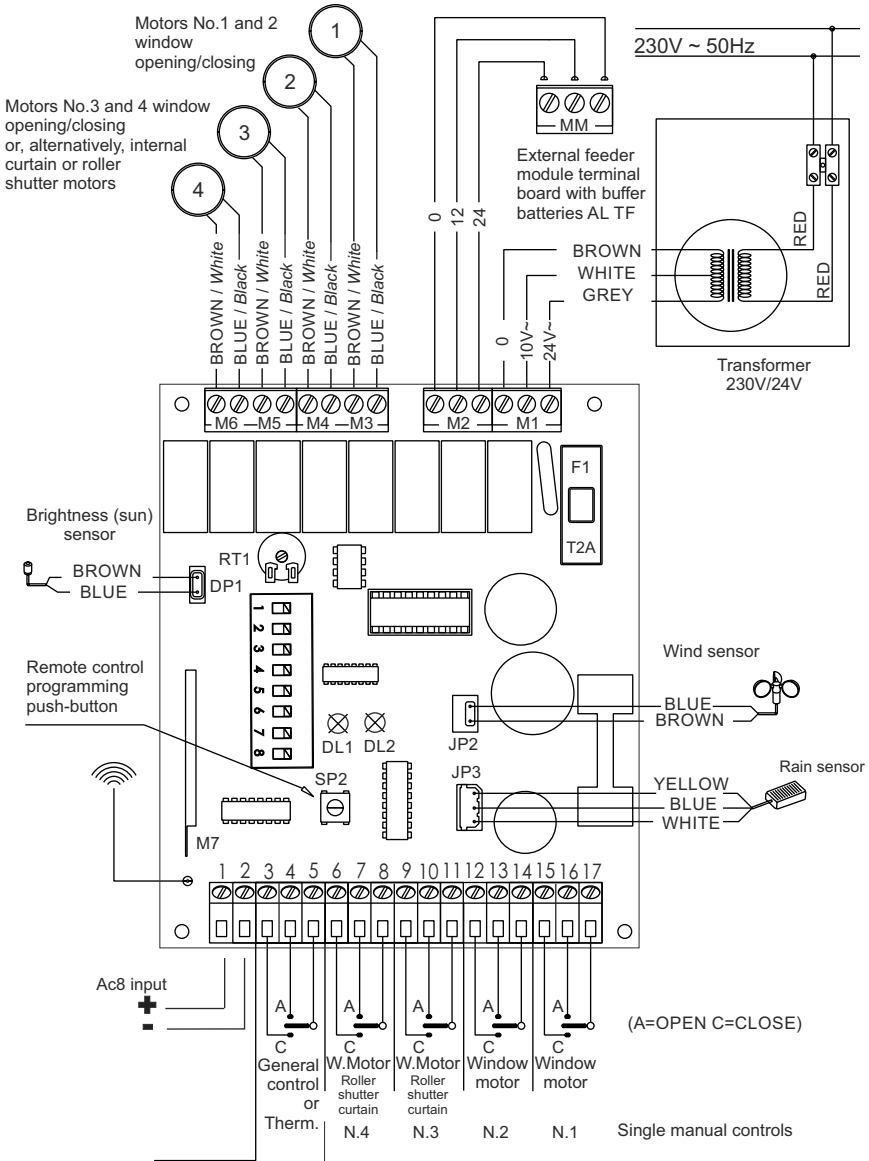 Motors No.1 and 2
window
opening/closing
1
2
3
4
Motors No.3 and 4 window
opening/closing
or, alternatively, internal
curtain or roller
shutter motors
MM
External feeder
module terminal
board with buffer
batteries AL TF
230V ~ 50Hz
RED
RED
BROWN
WHITE
GREY
Transformer
230V/24V
BROWN / White
BLUE / Black
BROWN / White
BLUE / Black
BROWN / White
BLUE / Black
BROWN / White
BLUE / Black
0
12
24
0
10V~
24V~
M6
M5
M4
M3
M2
M1
F1
T2A
Brightness (sun)
sensor
BROWN
BLUE
DP1
RT1
1
2
3
4
5
6
7
8
Remote control
programming
push-button
DL1
DL2
SP2
M7
JP2
JP3
Wind sensor
BLUE
BROWN
Rain sensor
YELLOW
BLUE
WHITE
1 2 3 4 5 6 7 8 9 10 11 12 13 14 15 16 17
Ac8 input
+
-
A A A A A
C C C C C
(A=OPEN C=CLOSE)
General
control
or
Therm.
W.Motor
Roller
shutter
curtain
N.4
W.Motor
Roller
shutter
curtain
N.3
Window
motor
N.2
Window
motor
N.1
Single manual controls